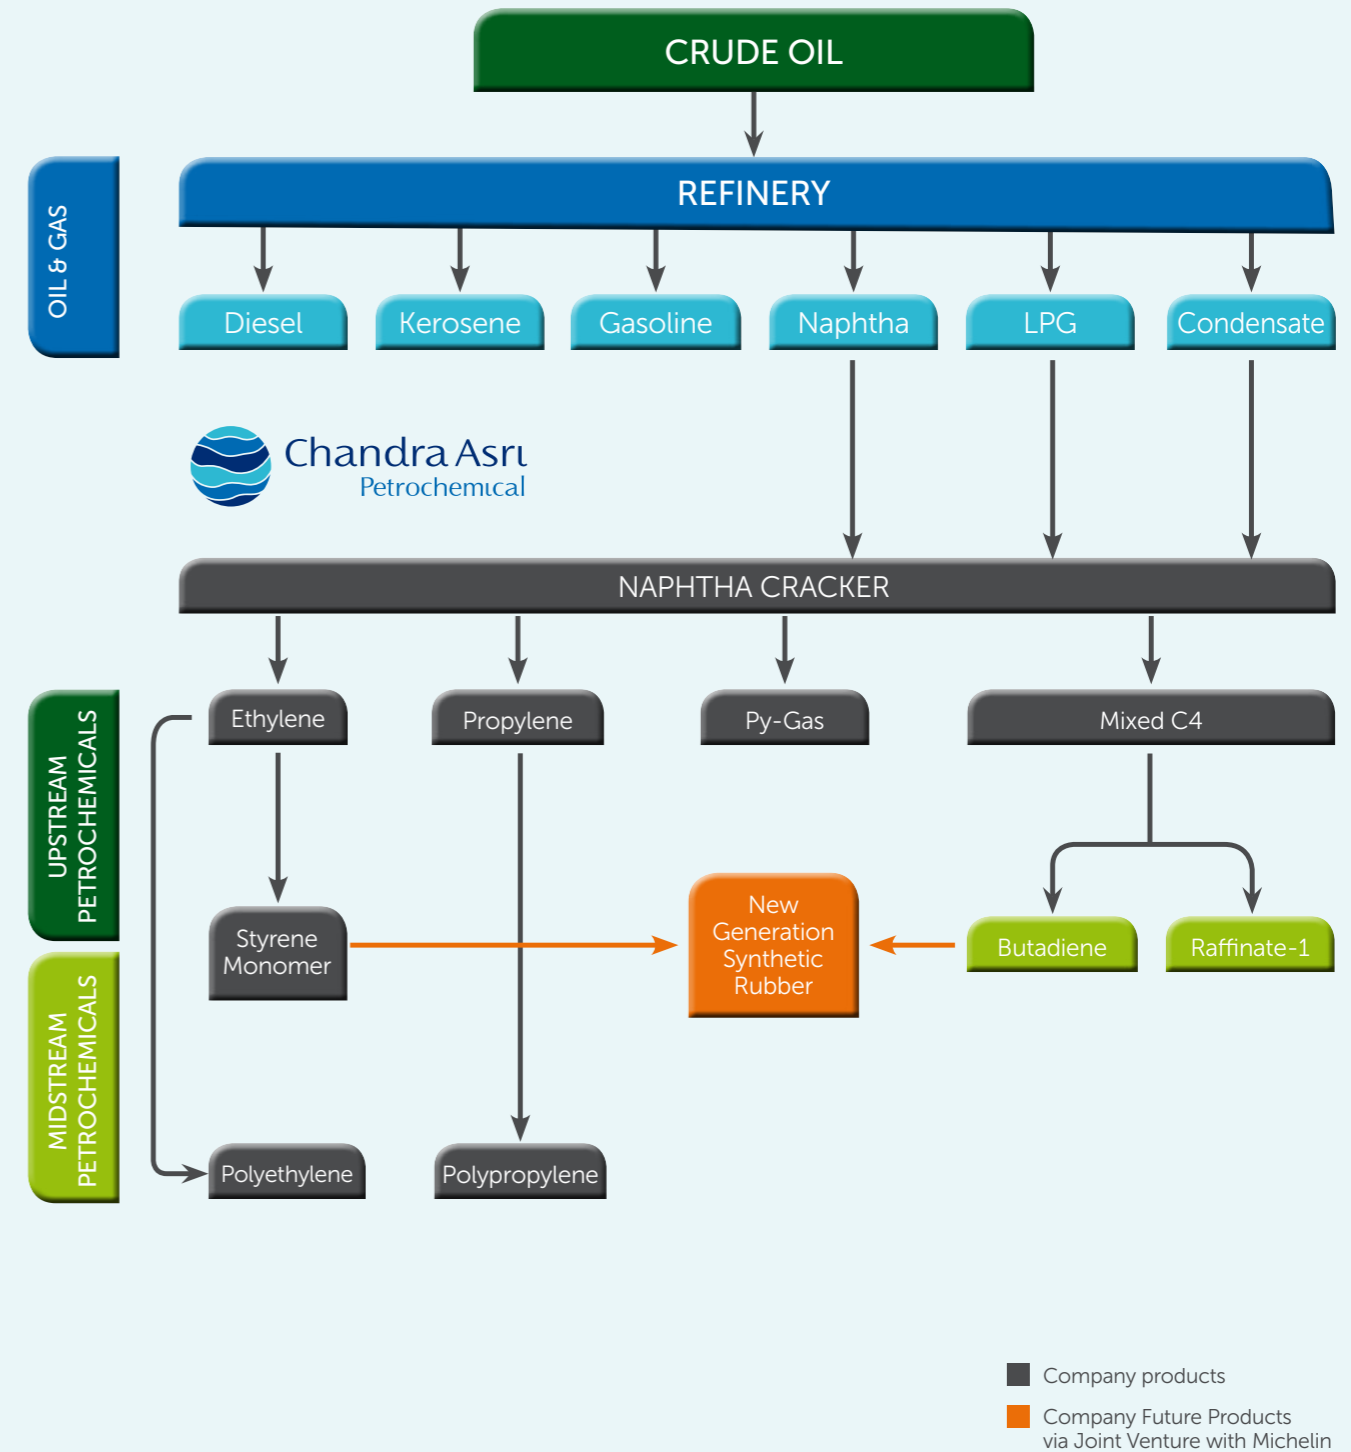 CRUDE OIL
REFINERY
OIL & GAS
Diesel
Kerosene
Gasoline
Naphtha
LPG
Condensate
Chandra Asri
Petrochemical
NAPHTHA CRACKER
UPSTREAM
PETROCHEMICALS
Ethylene
Propylene
Py-Gas
Mixed C4
Styrene
Monomer
New
Generation
Synthetic
Rubber
Butadiene
Raffinate-1
MIDSTREAM
PETROCHEMICALS
Polyethylene
Polypropylene
Company products
Company Future Products
via Joint Venture with Michelin